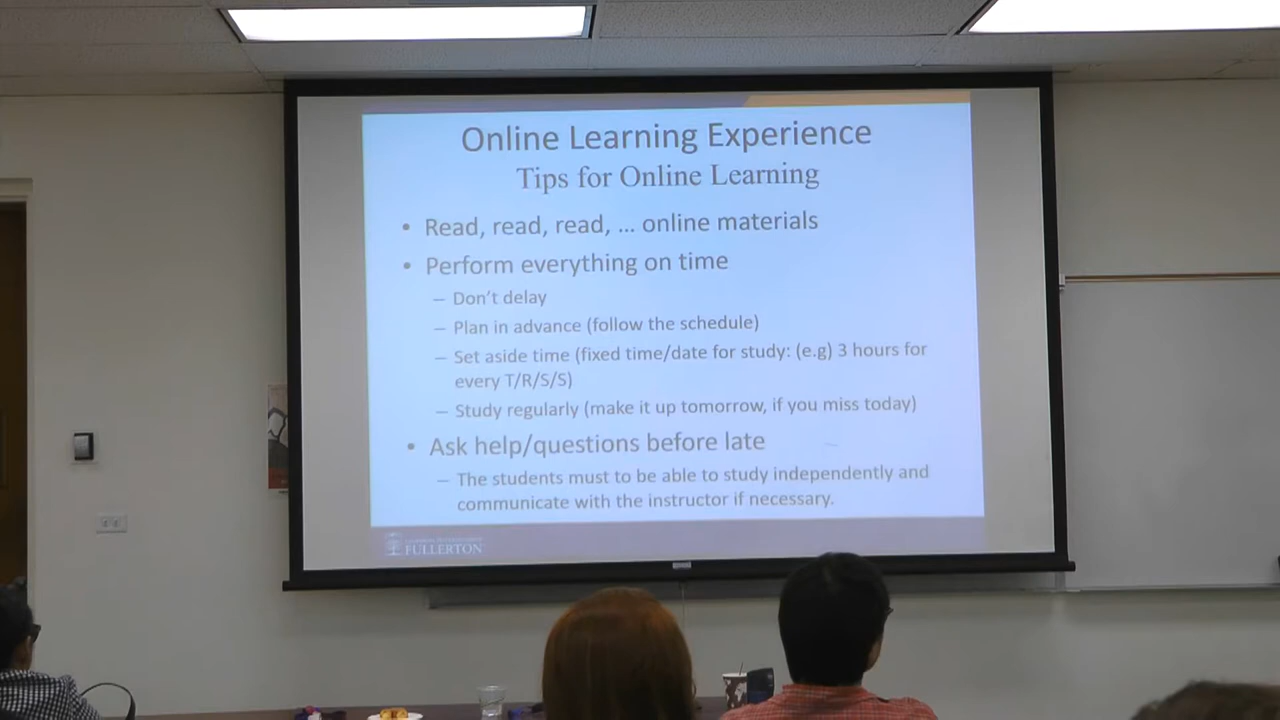 Online Learning Experience
Tips for Online Learning
• Read, read, read, ... online materials
• Perform everything on time
– Don't delay
– Plan in advance (follow the schedule)
– Set aside time (fixed time/date for study: (e.g) 3 hours for
every T/R/S/S)
– Study regularly (make it up tomorrow, if you miss today)
• Ask help/questions before late
– The students must to be able to study independently and
communicate with the instructor if necessary.
FULLERTON